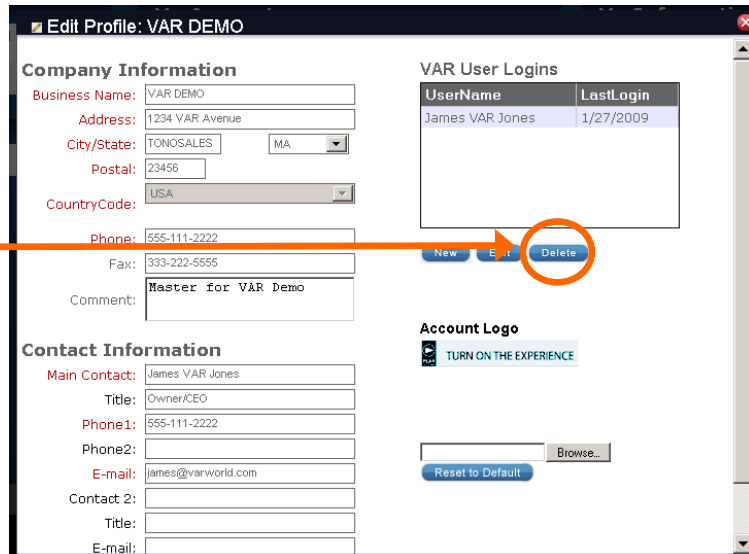 Edit Profile: VAR DEMO
Company Information
Business Name: VAR DEMO
Address: 1234 VAR Avenue
City/State: TONOSALES MA
Postal: 23456
CountryCode: USA
Phone: 555-111-2222
Fax: 333-222-5555
Comment: Master for VAR Demo
Contact Information
Main Contact: James VAR Jones
Title: Owner/CEO
Phone1: 555-111-2222
Phone2:
E-mail: james@varworld.com
Contact 2:
Title:
E-mail:
VAR User Logins
UserName LastLogin
James VAR Jones 1/27/2009
New Delete
Account Logo
TURN ON THE EXPERIENCE
Browse...
Reset to Default